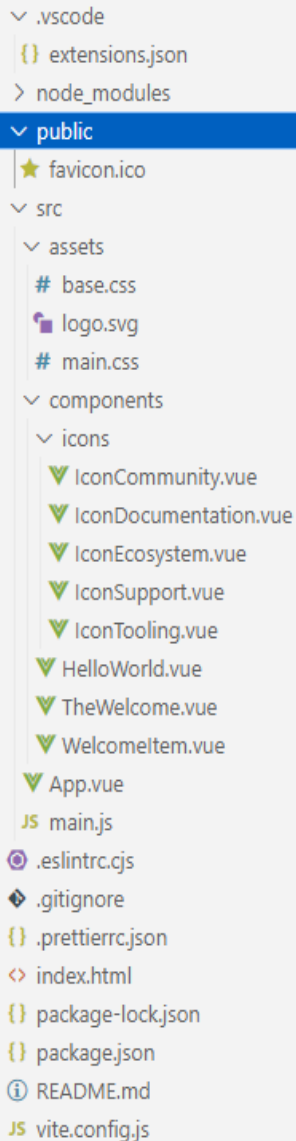 .vscode
{} extensions.json
node_modules
public
favicon.ico
src
assets
# base.css
logo.svg
# main.css
components
icons
IconCommunity.vue
IconDocumentation.vue
IconEcosystem.vue
IconSupport.vue
IconTooling.vue
HelloWorld.vue
TheWelcome.vue
WelcomeItem.vue
App.vue
JS main.js
.eslintrc.cjs
.gitignore
{} .prettierrc.json
<> index.html
{} package-lock.json
{} package.json
README.md
JS vite.config.js